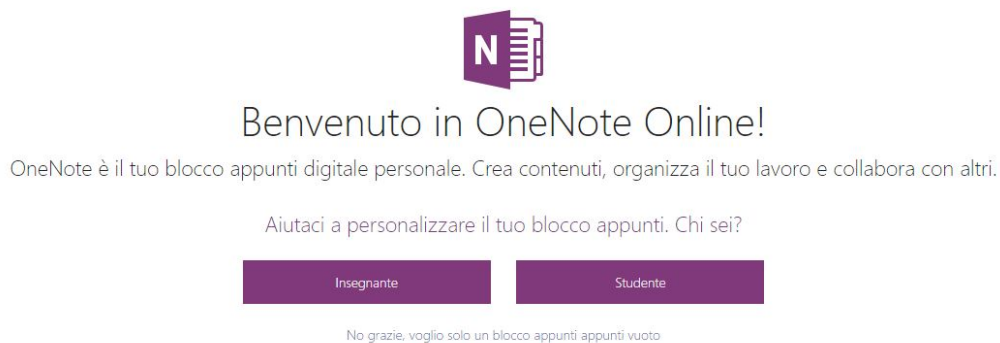 N
Benvenuto in OneNote Online!
OneNote è il tuo blocco appunti digitale personale. Crea contenuti, organizza il tuo lavoro e collabora con altri.
Aiutaci a personalizzare il tuo blocco appunti. Chi sei?
Insegnante
Studente
No grazie, voglio solo un blocco appunti appunti vuoto